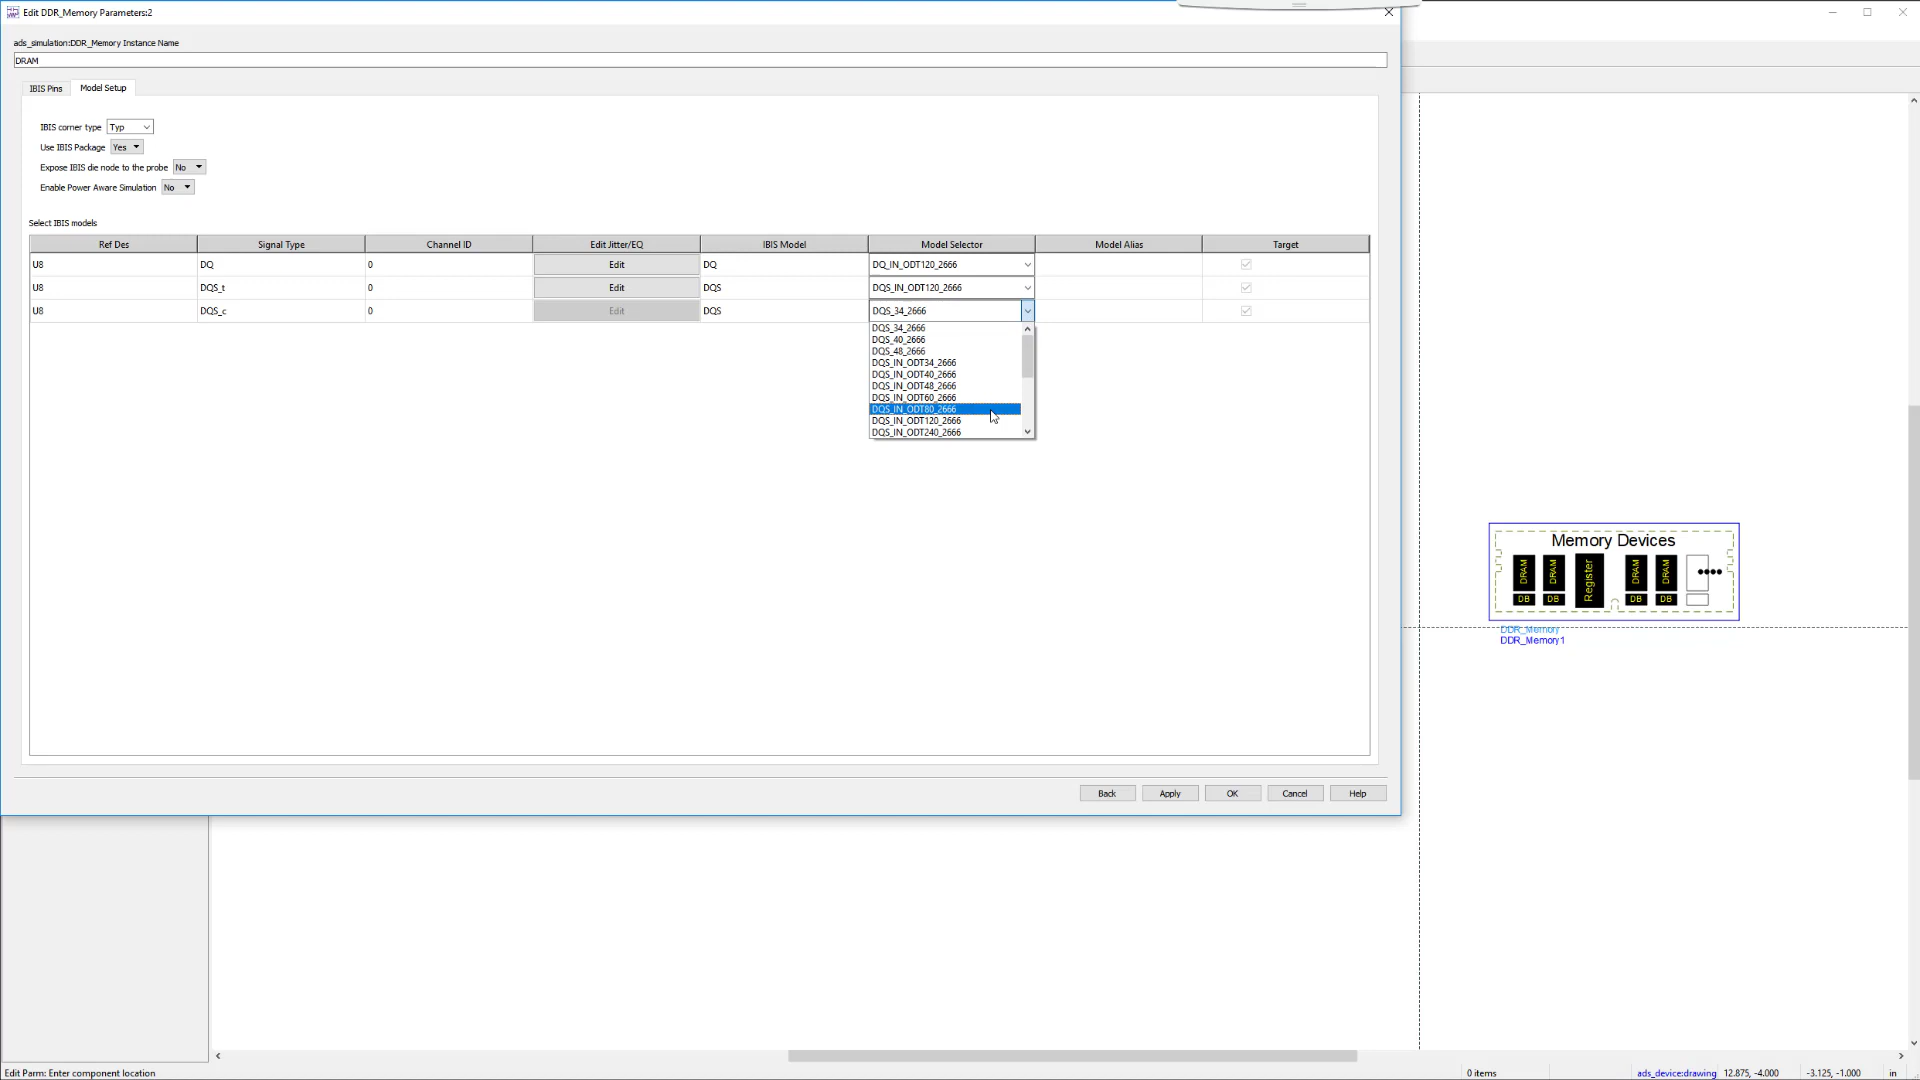 Edit DDR_Memory Parameters:2
ads_simulation:DDR_Memory Instance Name
DRAM
IBIS Pins Model Setup
IBIS corner type Typ
Use IBIS Package Yes
Expose IBIS die node to the probe No
Enable Power Aware Simulation No
Select IBIS models
Ref Des Signal Type Channel ID Edit Jitter/EQ IBIS Model Model Selector Model Alias Target
U8 DQ 0 Edit DQ DQ_IN_ODT120_2666
U8 DQS_t 0 Edit DQS DQS_IN_ODT120_2666
U8 DQS_c 0 Edit DQS DQS_34_2666
DQS_34_2666
DQS_40_2666
DQS_48_2666
DQS_IN_ODT34_2666
DQS_IN_ODT40_2666
DQS_IN_ODT48_2666
DQS_IN_ODT60_2666
DQS_IN_ODT80_2666
DQS_IN_ODT120_2666
DQS_IN_ODT240_2666
Memory Devices
DRAM DRAM Register DRAM DRAM
DB DB DB DB
DDR_Memory
DDR_Memory1
Back Apply OK Cancel Help
Edit Parm: Enter component location 0 items ads_device:drawing 12.875, -4.000 -3.125, -1.000 in